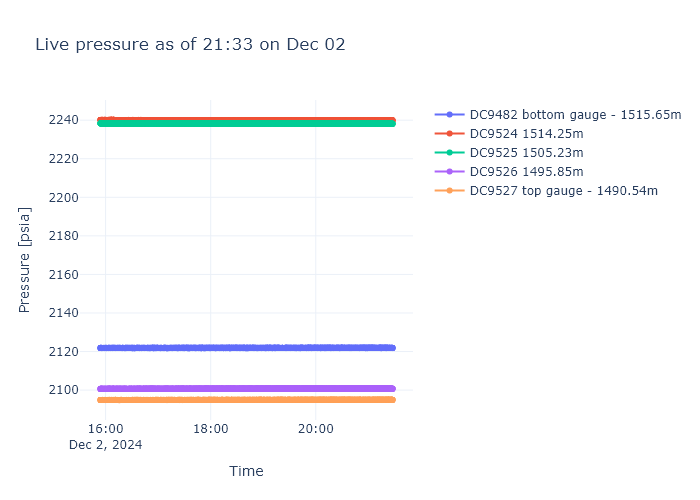 Live pressure as of 21:33 on Dec 02
DC9482 bottom gauge - 1515.65m
DC9524 1514.25m
DC9525 1505.23m
DC9526 1495.85m
DC9527 top gauge - 1490.54m
Pressure [psia]
2240
2220
2200
2180
2160
2140
2120
2100
16:00
18:00
20:00
Dec 2, 2024
Time